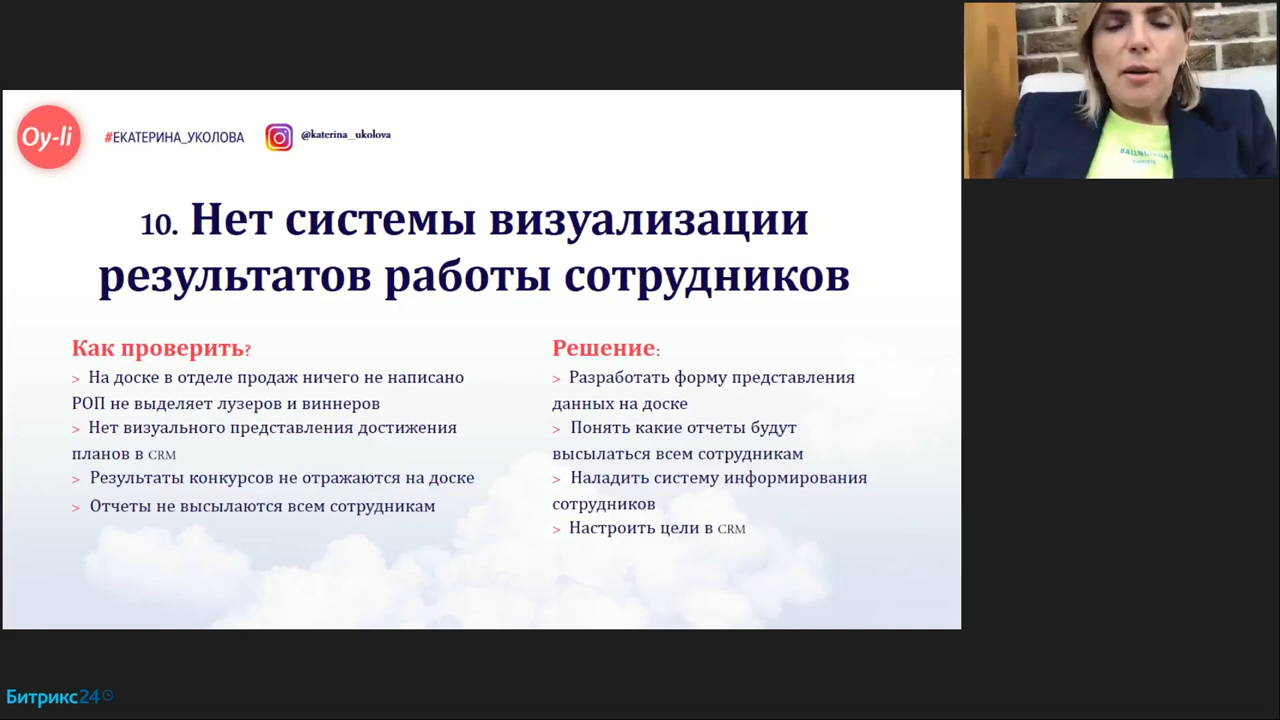 Oy-li
#ЕКАТЕРИНА_УКОЛОВА
@katerina_ukolova
10. Нет системы визуализации
результатов работы сотрудников
Как проверить?
> На доске в отделе продаж ничего не написано
РОП не выделяет лузеров и виннеров
> Нет визуального представления достижения
планов в CRM
> Результаты конкурсов не отражаются на доске
> Отчеты не высылаются всем сотрудникам
Решение:
> Разработать форму представления
данных на доске
> Понять какие отчеты будут
высылаться всем сотрудникам
> Наладить систему информирования
сотрудников
> Настроить цели в CRM
Битрикс24